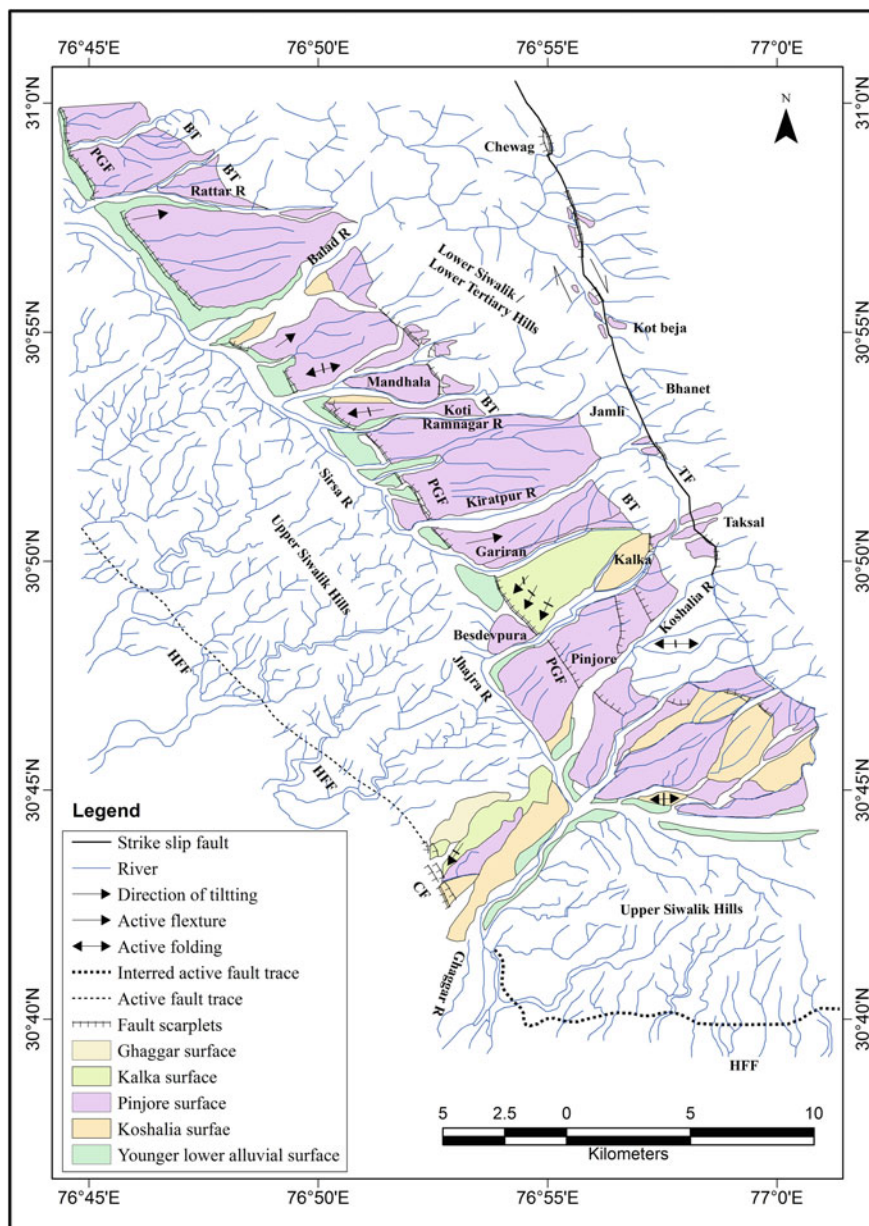 76°45'E 76°50'E 76°55'E 77°0'E
31°0'N
31°0'N
N
Chewag
BT
PGF
BT
Rattar R
Balad R
Lower Siwalik /
Lower Tertiary Hills
30°55'N
30°55'N
Kot beja
Mandhala
BT
Koti
Jamli
Bhanet
Ramnagar R
Sirsa R
PGF
Kiratpur R
BT
TF
Taksal
30°50'N
30°50'N
Upper Siwalik Hills
Gariran
Kalka
Koshalia R
Besdevpura
Pinjore
PGF
Jhajra R
HFF
HFF
30°45'N
30°45'N
CF
Upper Siwalik Hills
Ghaggar R
30°40'N
30°40'N
HFF
Legend
Strike slip fault
River
Direction of tiltting
Active flexture
Active folding
Interred active fault trace
Active fault trace
Fault scarplets
Ghaggar surface
Kalka surface
Pinjore surface
Koshalia surfae
Younger lower alluvial surface
5 2.5 0 5 10
Kilometers
76°45'E 76°50'E 76°55'E 77°0'E